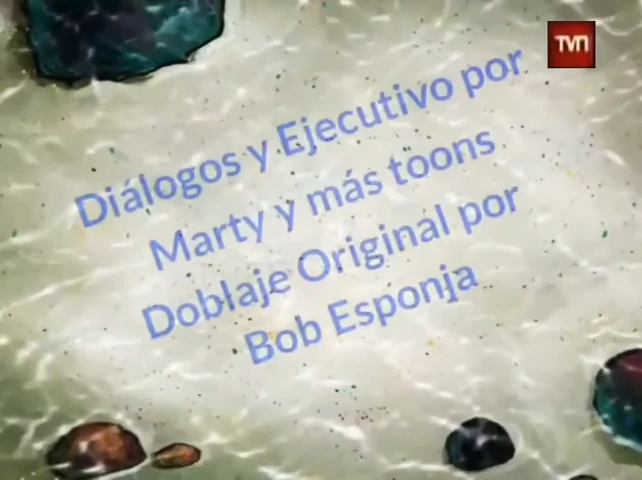 TVN
Diálogos y Ejecutivo por
Marty y más toons
Doblaje Original por
Bob Esponja